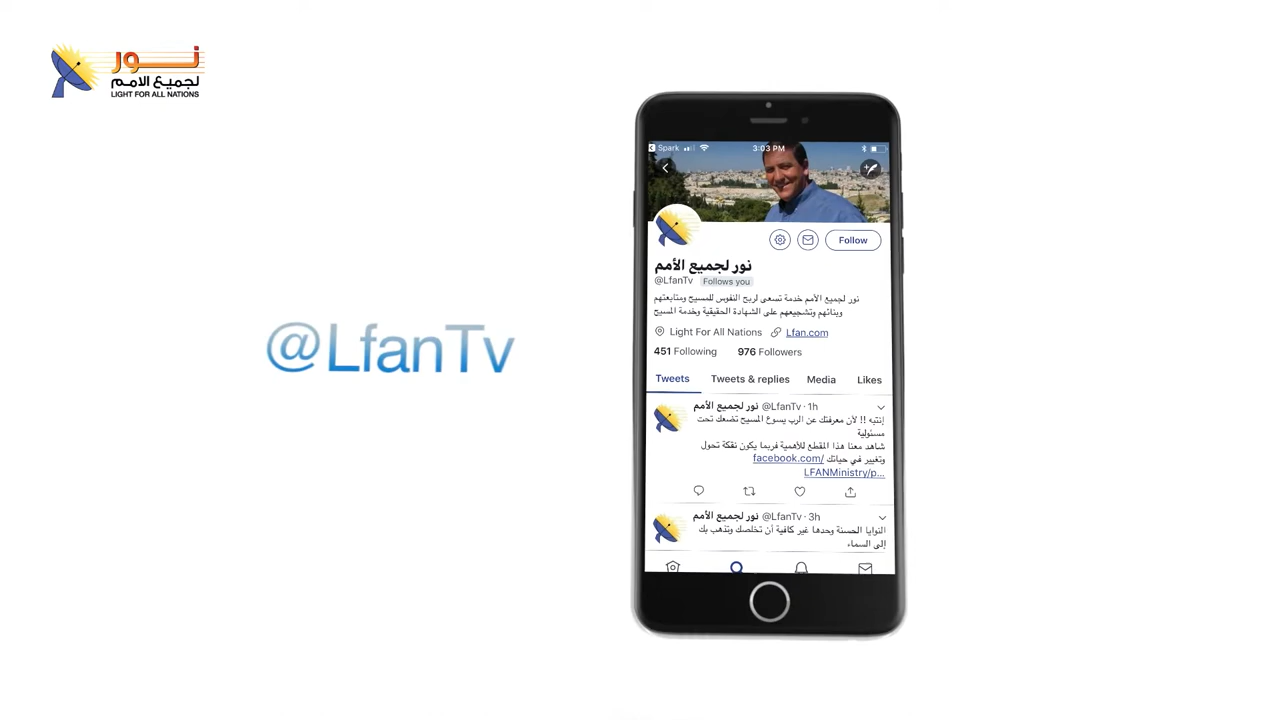 نور
لجميع الامم
LIGHT FOR ALL NATIONS
@LfanTv
Spark 3:03 PM
Follow
نور لجميع الأمم
@LfanTv Follows you
نور لجميع الأمم خدمة تسعى لربح النفوس للمسيح ومتابعتهم
وبنائهم وتشجيعهم على الشهادة الحقيقية وخدمة المسيح
Light For All Nations Lfan.com
451 Following 976 Followers
Tweets Tweets & replies Media Likes
نور لجميع الأمم @LfanTv · 1h
إنتبه !! لأن معرفتك عن الرب يسوع المسيح تضعك تحت
مسئولية
شاهد معنا هذا المقطع للأهمية فربما يكون نقكة تحول
وتغيير في حياتك facebook.com/
LFANMinistry/p...
نور لجميع الأمم @LfanTv · 3h
النوايا الحسنة وحدها غير كافية أن تخلصك وتذهب بك
إلى السماء